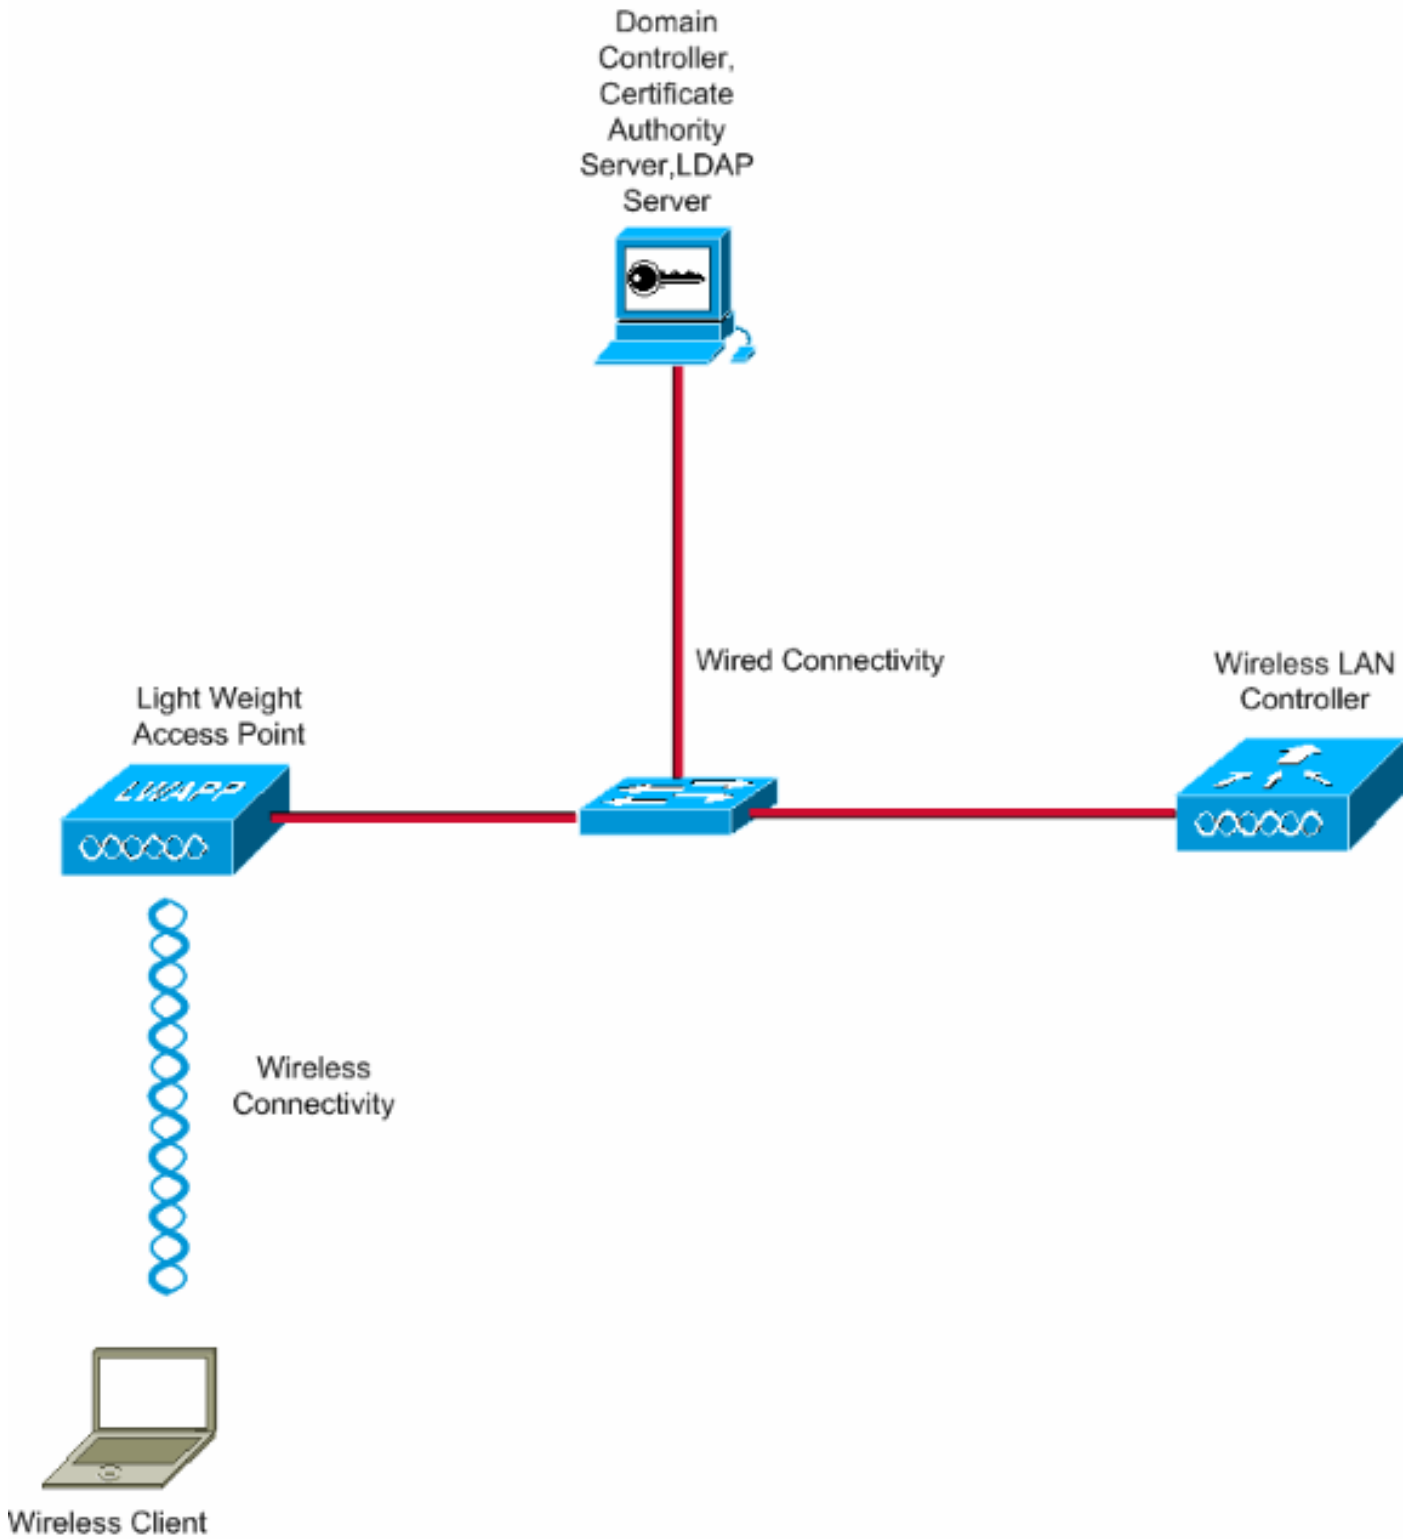 Domain
Controller,
Certificate
Authority
Server,LDAP
Server
Wired Connectivity
Wireless LAN
Controller
Light Weight
Access Point
LWAPP
Wireless
Connectivity
Wireless Client